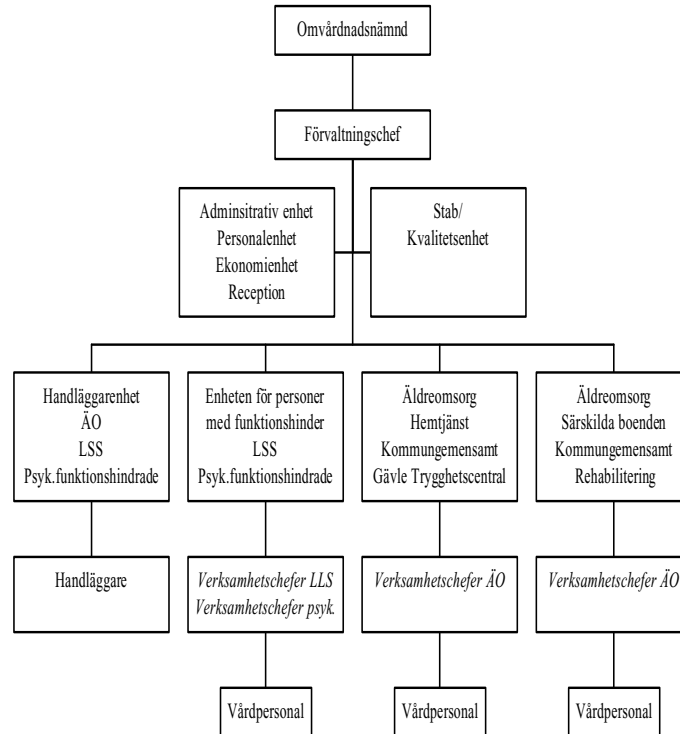 Omvårdnadsnämnd
Förvaltningschef
Adminsitrativ enhet
Personalenhet
Ekonomienhet
Reception
Stab/
Kvalitetsenhet
Handläggarenhet
ÄO
LSS
Psyk.funktionshindrade
Enheten för personer
med funktionshinder
LSS
Psyk.funktionshindrade
Äldreomsorg
Hemtjänst
Kommungemensamt
Gävle Trygghetscentral
Äldreomsorg
Särskilda boenden
Kommungemensamt
Rehabilitering
Handläggare
Verksamhetschefer LLS
Verksamhetschefer psyk.
Verksamhetschefer ÄO
Verksamhetschefer ÄO
Vårdpersonal
Vårdpersonal
Vårdpersonal